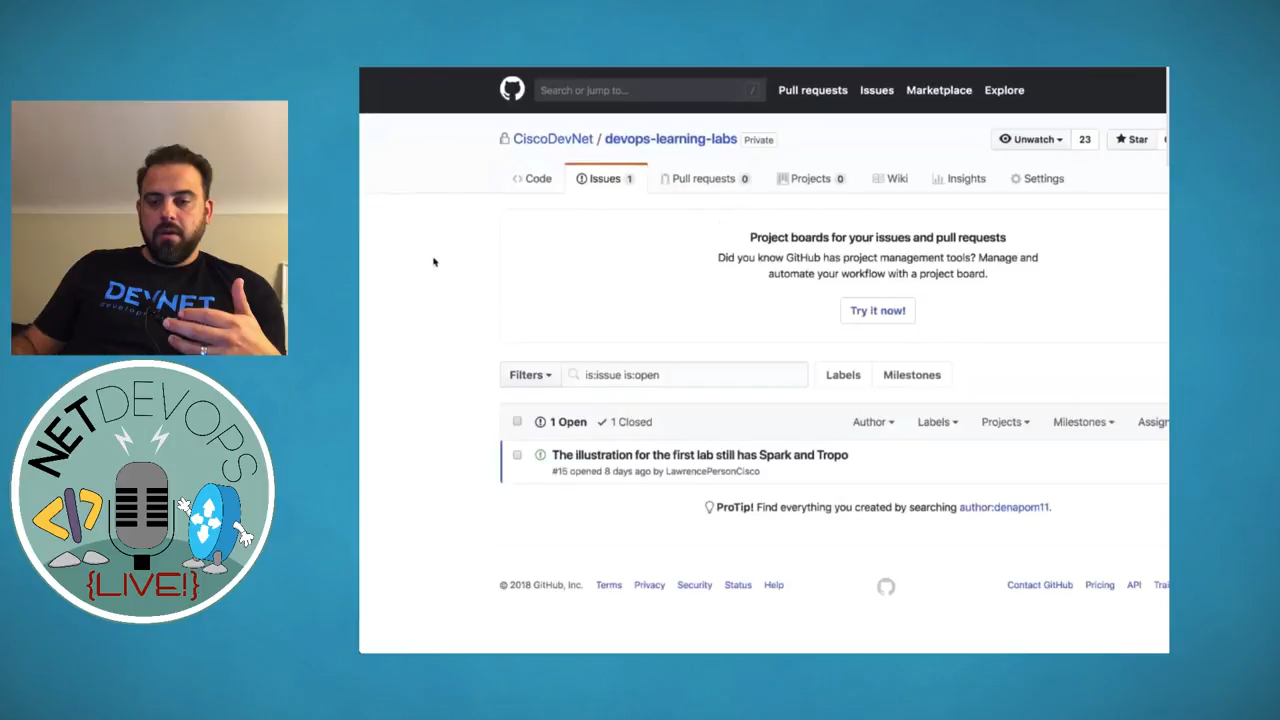 Search or jump to...
/
Pull requests
Issues
Marketplace
Explore
CiscoDevNet / devops-learning-labs
Private
Unwatch
23
Star
Code
Issues 1
Pull requests 0
Projects 0
Wiki
Insights
Settings
Project boards for your issues and pull requests
Did you know GitHub has project management tools? Manage and
automate your workflow with a project board.
Try it now!
Filters
is:issue is:open
Labels
Milestones
1 Open
1 Closed
Author
Labels
Projects
Milestones
Assign
The illustration for the first lab still has Spark and Tropo
#15 opened 8 days ago by LawrencePersonCisco
ProTip! Find everything you created by searching author:denapom11.
© 2018 GitHub, Inc.
Terms
Privacy
Security
Status
Help
Contact GitHub
Pricing
API
Trai
DEVNET
NETDEVOPS
</>
{LIVE!}